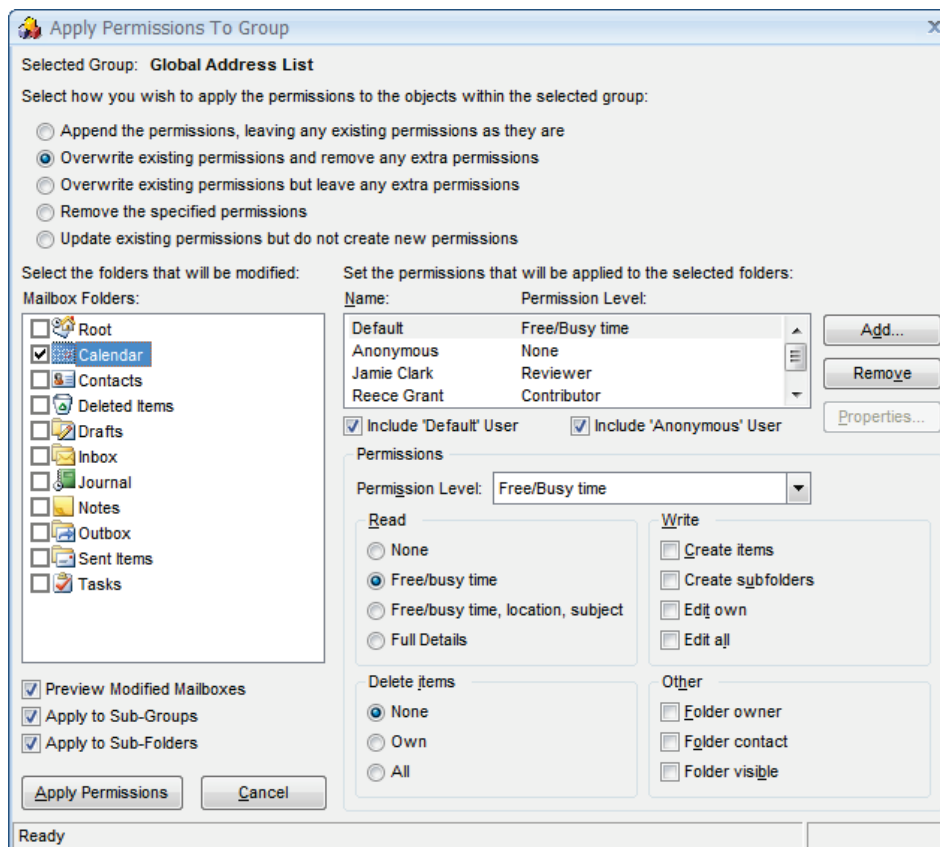 Apply Permissions To Group
Selected Group: Global Address List
Select how you wish to apply the permissions to the objects within the selected group:
Append the permissions, leaving any existing permissions as they are
Overwrite existing permissions and remove any extra permissions
Overwrite existing permissions but leave any extra permissions
Remove the specified permissions
Update existing permissions but do not create new permissions
Select the folders that will be modified:
Mailbox Folders:
Root
Calendar
Contacts
Deleted Items
Drafts
Inbox
Journal
Notes
Outbox
Sent Items
Tasks
Preview Modified Mailboxes
Apply to Sub-Groups
Apply to Sub-Folders
Apply Permissions Cancel
Set the permissions that will be applied to the selected folders:
Name: Permission Level:
Default Free/Busy time
Anonymous None
Jamie Clark Reviewer
Reece Grant Contributor
Add...
Remove
Properties...
Include 'Default' User Include 'Anonymous' User
Permissions
Permission Level: Free/Busy time
Read
None
Free/busy time
Free/busy time, location, subject
Full Details
Write
Create items
Create subfolders
Edit own
Edit all
Delete items
None
Own
All
Other
Folder owner
Folder contact
Folder visible
Ready